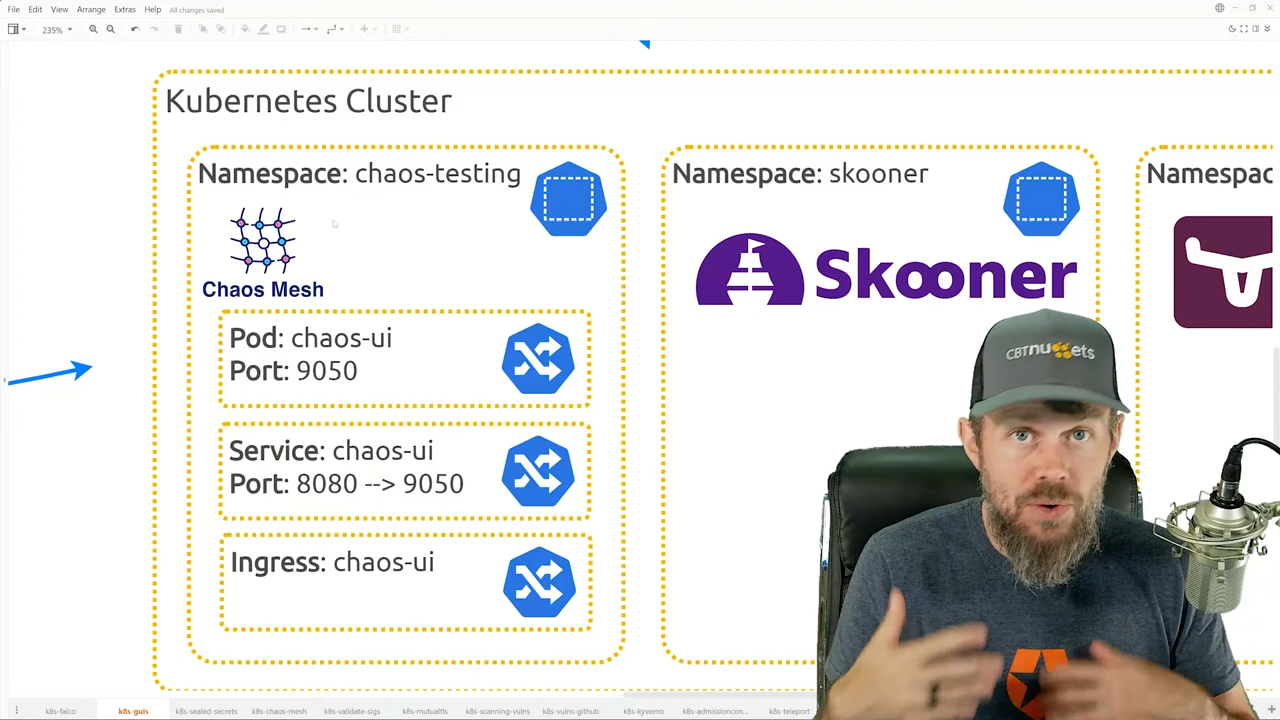 File Edit View Arrange Extras Help All changes saved
235%
Kubernetes Cluster
Namespace: chaos-testing
Chaos Mesh
Pod: chaos-ui
Port: 9050
Service: chaos-ui
Port: 8080 --> 9050
Ingress: chaos-ui
Namespace: skooner
Skooner
Namespac
CBTnuggets
k8s-falco k8s-guis k8s-sealed-secrets k8s-chaos-mesh k8s-validate-sigs k8s-mutualtls k8s-scanning-vulns k8s-vulns-github k8s-kyverno k8s-admissioncon... k8s-teleport